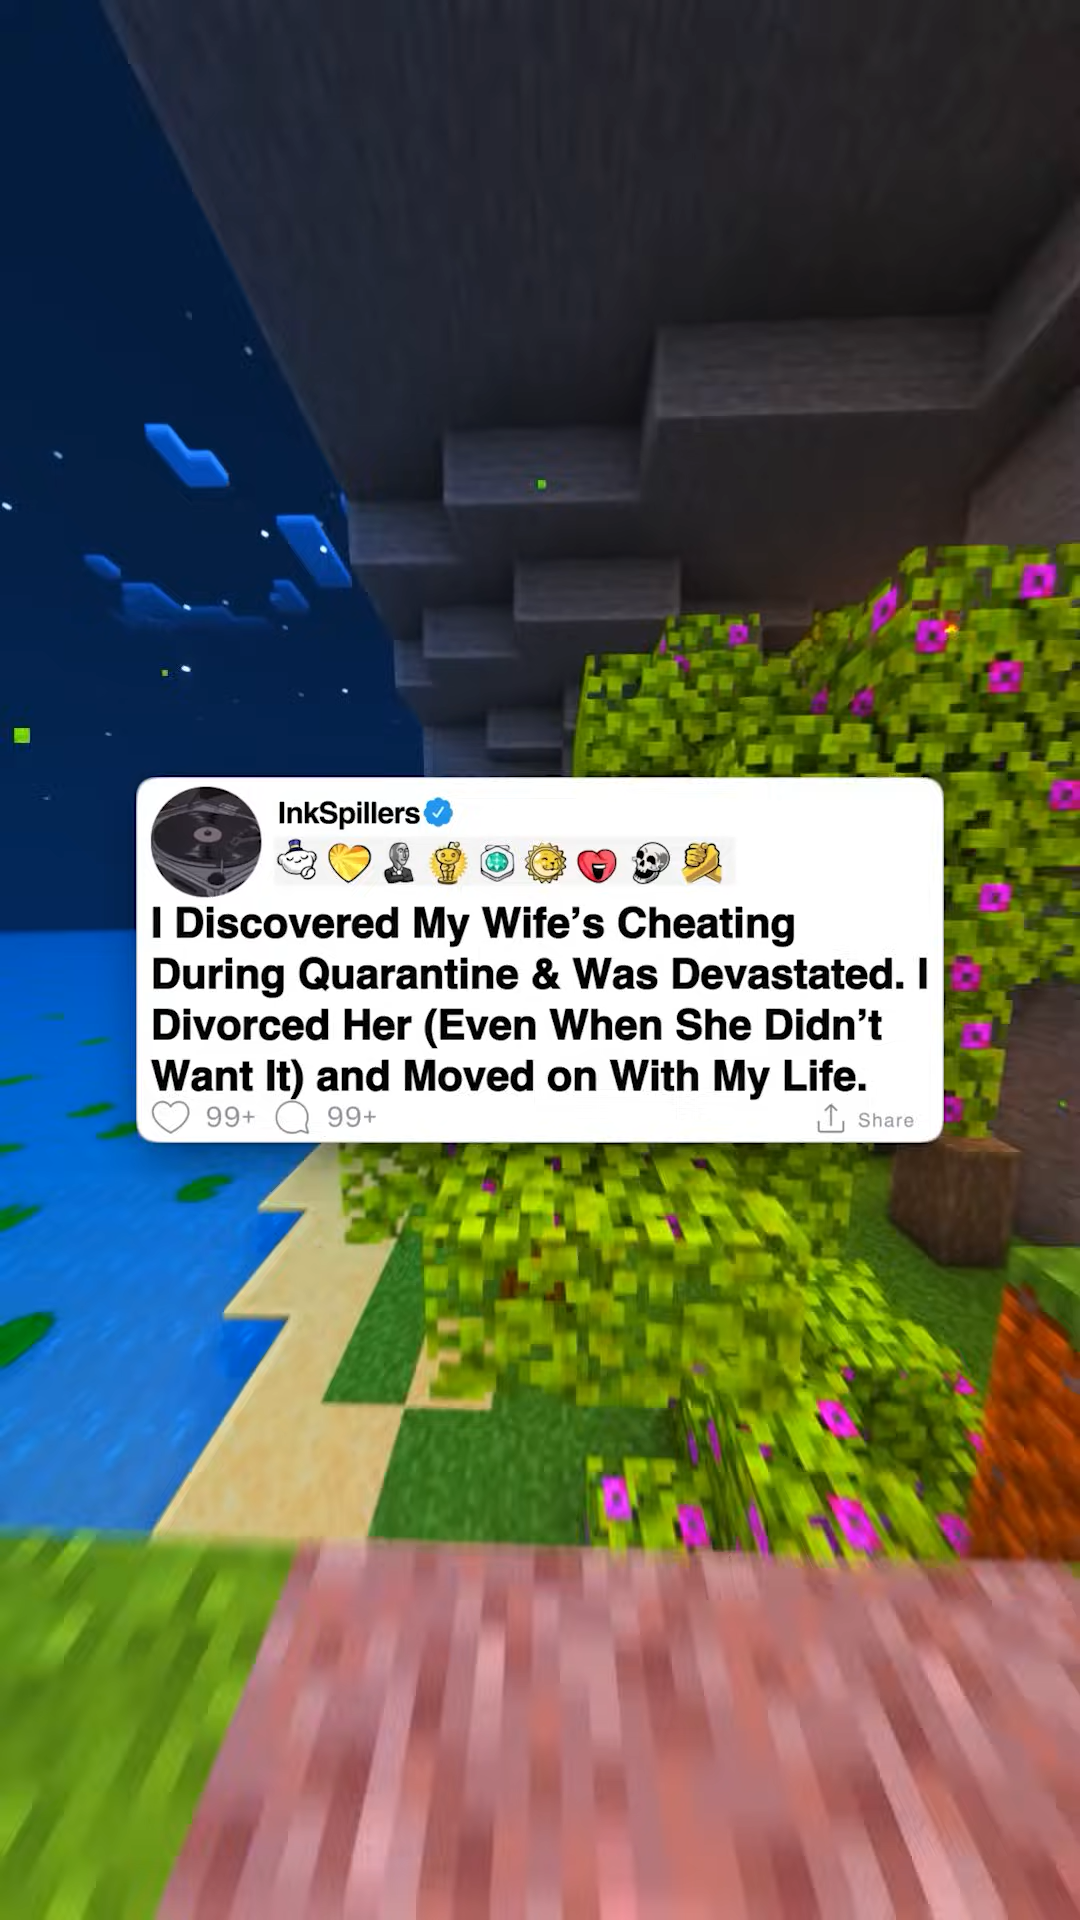 InkSpillers
I Discovered My Wife’s Cheating
During Quarantine & Was Devastated. I
Divorced Her (Even When She Didn’t
Want It) and Moved on With My Life.
99+ 99+ Share